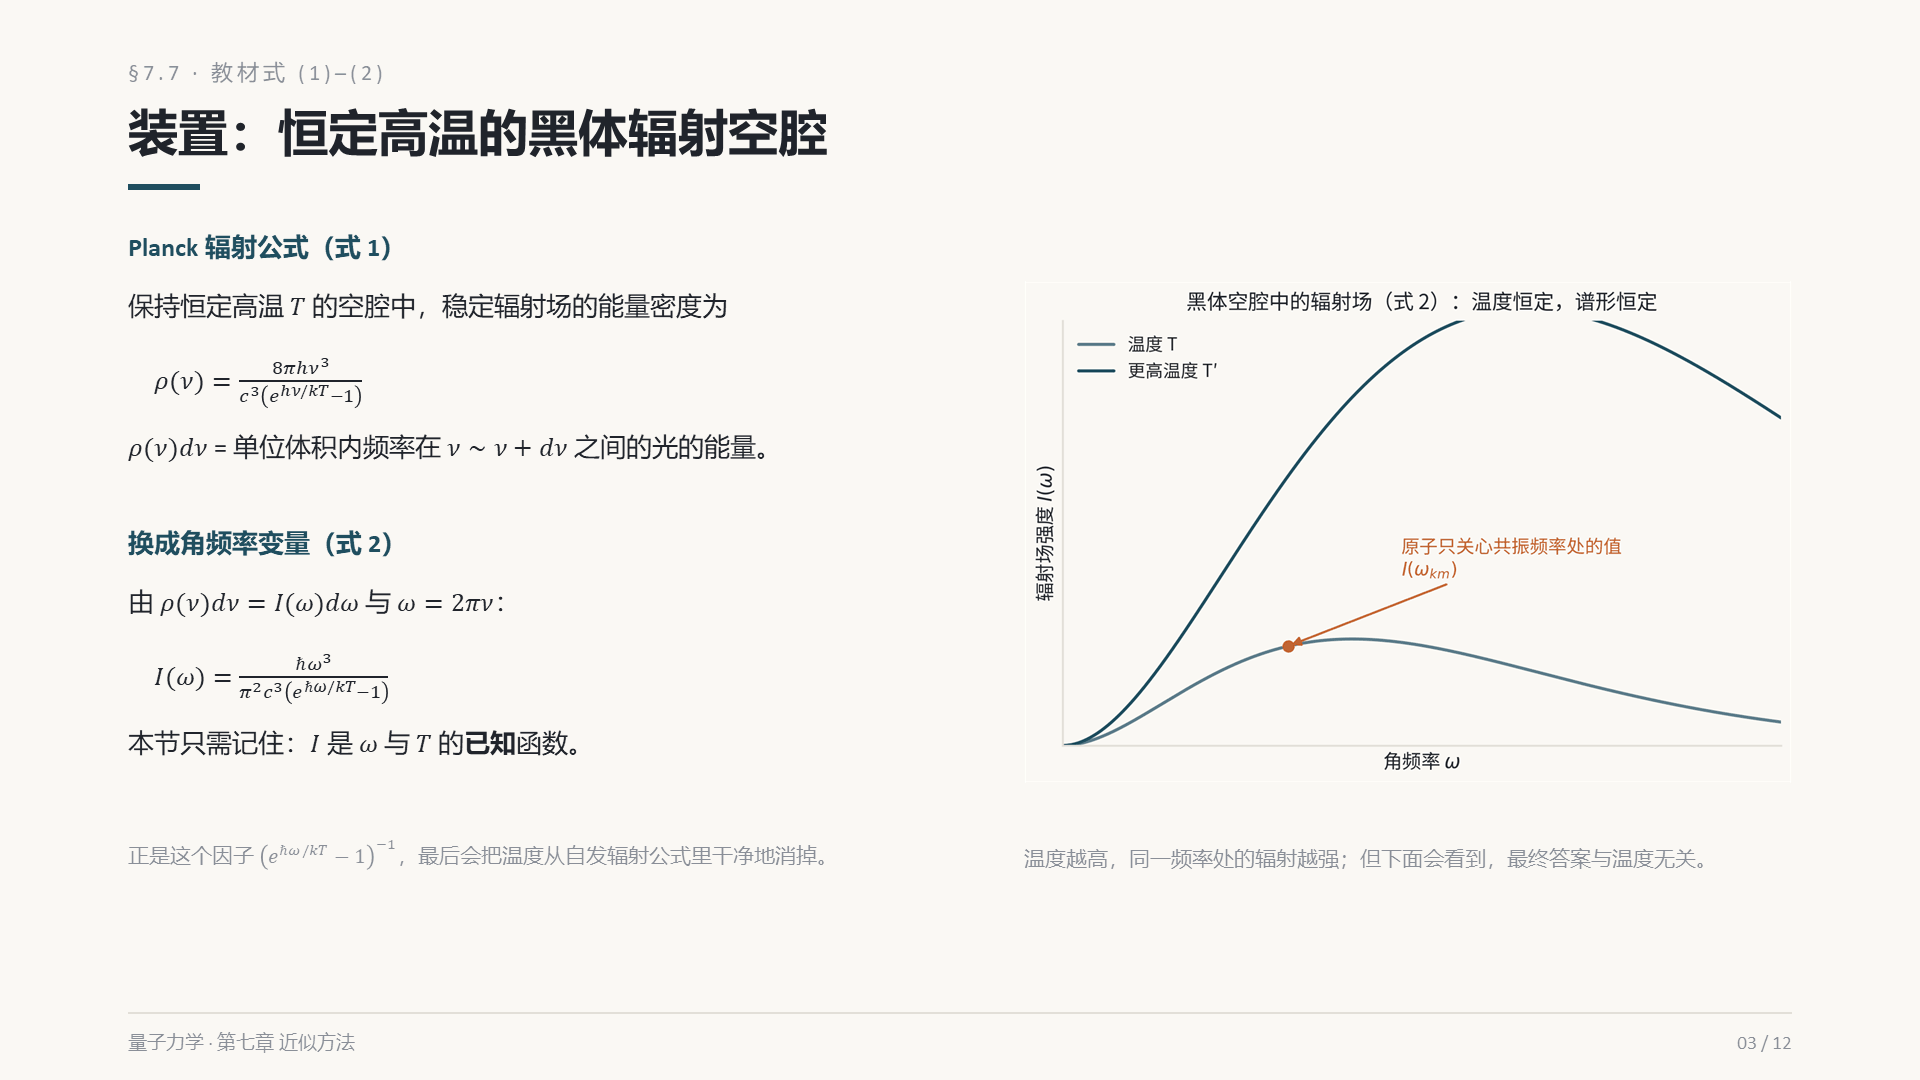 §7.7 · 教材式 (1)–(2)
装置：恒定高温的黑体辐射空腔
Planck 辐射公式（式 1）
保持恒定高温 T 的空腔中，稳定辐射场的能量密度为
ρ(ν) = 8πhν³ / c³(e^{hν/kT}−1)
ρ(ν)dν = 单位体积内频率在 ν ~ ν + dν 之间的光的能量。
换成角频率变量（式 2）
由 ρ(ν)dν = I(ω)dω 与 ω = 2πν：
I(ω) = ℏω³ / π²c³(e^{ℏω/kT}−1)
本节只需记住：I 是 ω 与 T 的已知函数。
正是这个因子 (e^{ℏω/kT} − 1)^{−1}，最后会把温度从自发辐射公式里干净地消掉。
黑体空腔中的辐射场（式 2）：温度恒定，谱形恒定
温度 T
更高温度 T′
辐射场强度 I(ω)
原子只关心共振频率处的值
I(ω_{km})
角频率 ω
温度越高，同一频率处的辐射越强；但下面会看到，最终答案与温度无关。
量子力学 · 第七章 近似方法
03 / 12